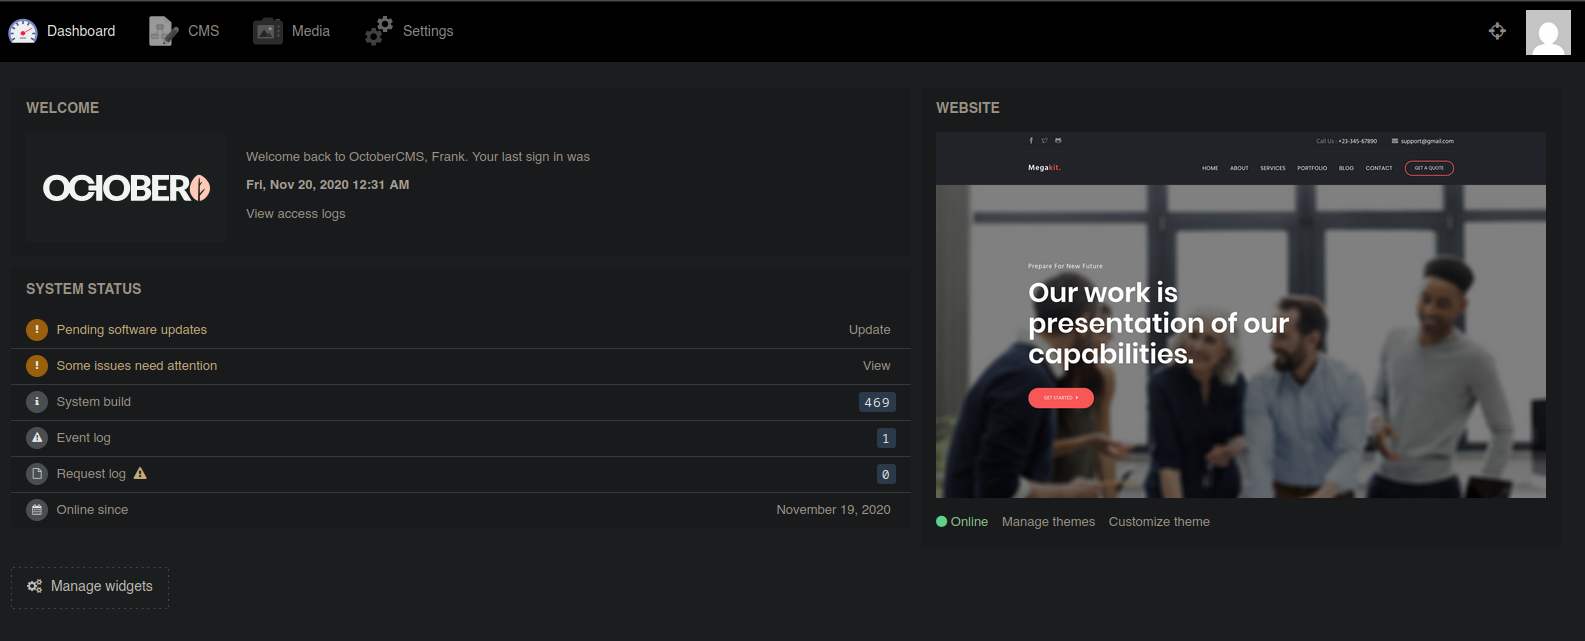 Dashboard
CMS
Media
Settings
WELCOME
OCTOBER
Welcome back to OctoberCMS, Frank. Your last sign in was
Fri, Nov 20, 2020 12:31 AM
View access logs
SYSTEM STATUS
Pending software updates Update
Some issues need attention View
System build 469
Event log 1
Request log 0
Online since November 19, 2020
Manage widgets
WEBSITE
Call Us : +23-345-67890 support@gmail.com
Megakit. HOME ABOUT SERVICES PORTFOLIO BLOG CONTACT GET A QUOTE
Prepare For New Future
Our work is
presentation of our
capabilities.
GET STARTED
Online Manage themes Customize theme